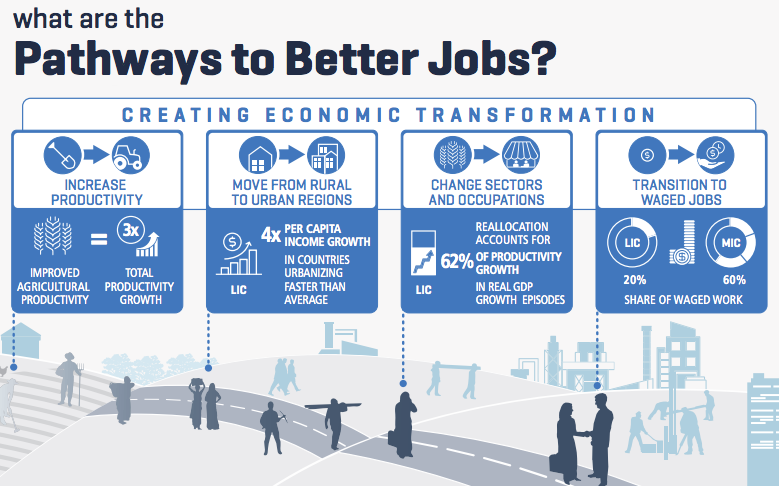 what are the
Pathways to Better Jobs?
CREATING ECONOMIC TRANSFORMATION
INCREASE
PRODUCTIVITY
3x
IMPROVED
AGRICULTURAL
PRODUCTIVITY
=
TOTAL
PRODUCTIVITY
GROWTH
MOVE FROM RURAL
TO URBAN REGIONS
$
LIC
4x PER CAPITA
INCOME GROWTH
IN COUNTRIES
URBANIZING
FASTER THAN
AVERAGE
CHANGE SECTORS
AND OCCUPATIONS
LIC
REALLOCATION
ACCOUNTS FOR
62% OF PRODUCTIVITY
GROWTH
IN REAL GDP
GROWTH EPISODES
$
$
TRANSITION TO
WAGED JOBS
LIC
$
MIC
20%
60%
SHARE OF WAGED WORK